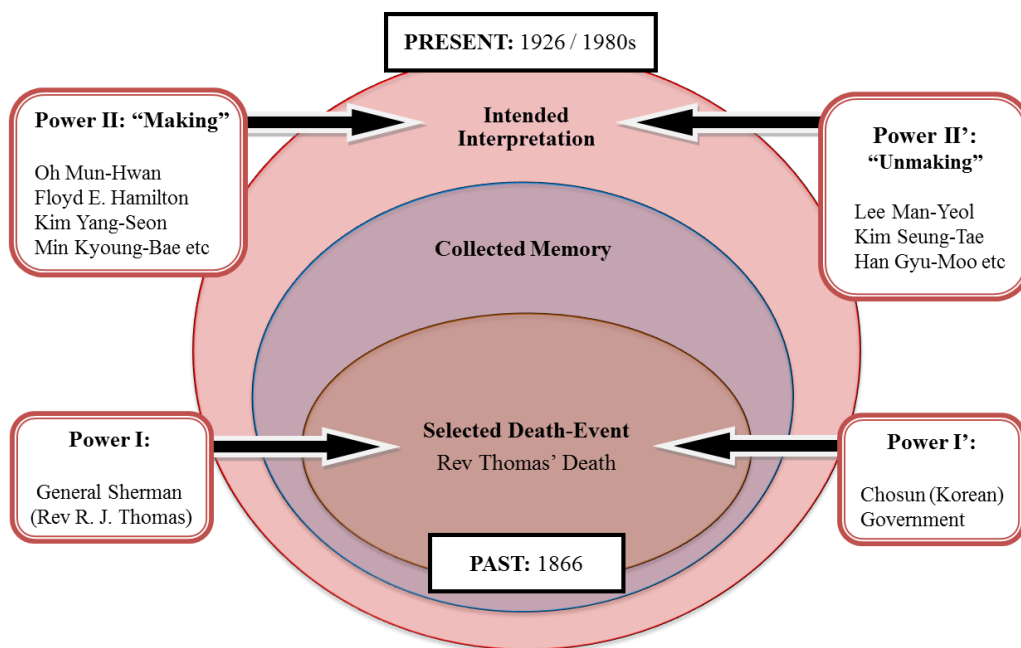 PRESENT: 1926 / 1980s
Power II: “Making”
Oh Mun-Hwan
Floyd E. Hamilton
Kim Yang-Seon
Min Kyoung-Bae etc
Intended
Interpretation
Power II’:
“Unmaking”
Lee Man-Yeol
Kim Seung-Tae
Han Gyu-Moo etc
Collected Memory
Power I:
General Sherman
(Rev R. J. Thomas)
Selected Death-Event
Rev Thomas’ Death
Power I’:
Chosun (Korean)
Government
PAST: 1866